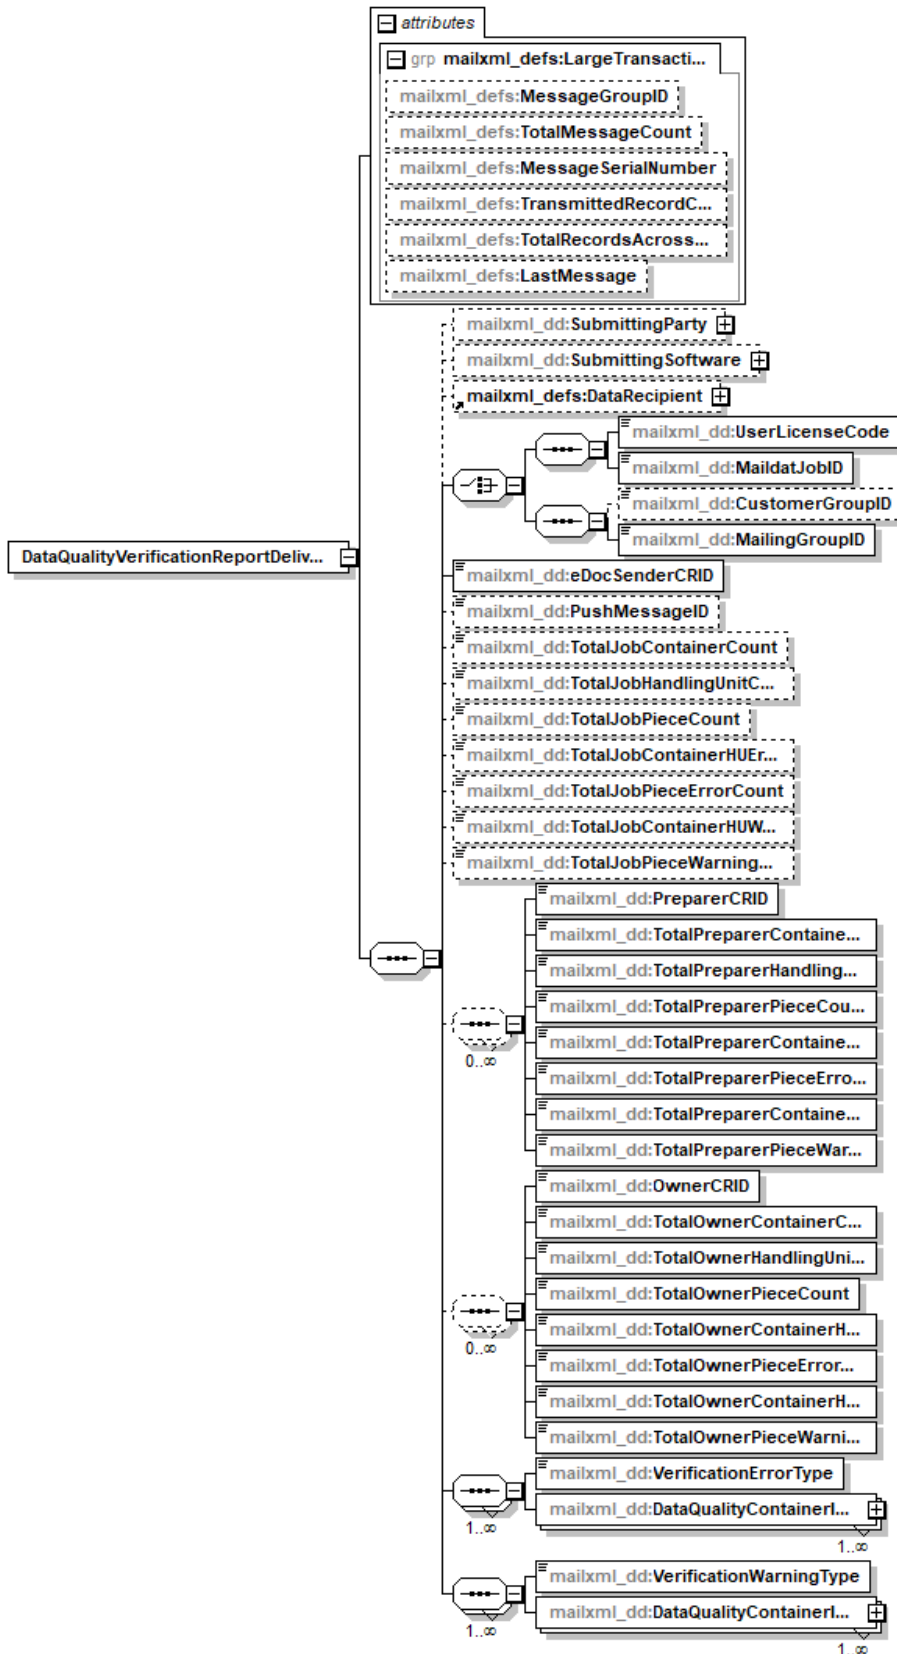 attributes
grp mailxml_defs:LargeTransacti...
mailxml_defs:MessageGroupID
mailxml_defs:TotalMessageCount
mailxml_defs:MessageSerialNumber
mailxml_defs:TransmittedRecordC...
mailxml_defs:TotalRecordsAcross...
mailxml_defs:LastMessage
mailxml_dd:SubmittingParty
mailxml_dd:SubmittingSoftware
mailxml_defs:DataRecipient
mailxml_dd:UserLicenseCode
mailxml_dd:MaildatJobID
mailxml_dd:CustomerGroupID
mailxml_dd:MailingGroupID
DataQualityVerificationReportDeliv...
mailxml_dd:eDocSenderCRID
mailxml_dd:PushMessageID
mailxml_dd:TotalJobContainerCount
mailxml_dd:TotalJobHandlingUnitC...
mailxml_dd:TotalJobPieceCount
mailxml_dd:TotalJobContainerHUEr...
mailxml_dd:TotalJobPieceErrorCount
mailxml_dd:TotalJobContainerHUW...
mailxml_dd:TotalJobPieceWarning...
mailxml_dd:PreparerCRID
mailxml_dd:TotalPreparerContaine...
mailxml_dd:TotalPreparerHandling...
mailxml_dd:TotalPreparerPieceCou...
mailxml_dd:TotalPreparerContaine...
mailxml_dd:TotalPreparerPieceErro...
mailxml_dd:TotalPreparerContaine...
mailxml_dd:TotalPreparerPieceWar...
0..∞
mailxml_dd:OwnerCRID
mailxml_dd:TotalOwnerContainerC...
mailxml_dd:TotalOwnerHandlingUni...
mailxml_dd:TotalOwnerPieceCount
mailxml_dd:TotalOwnerContainerH...
mailxml_dd:TotalOwnerPieceError...
mailxml_dd:TotalOwnerContainerH...
mailxml_dd:TotalOwnerPieceWarni...
0..∞
mailxml_dd:VerificationErrorType
mailxml_dd:DataQualityContainerI...
1..∞
1..∞
mailxml_dd:VerificationWarningType
mailxml_dd:DataQualityContainerI...
1..∞
1..∞